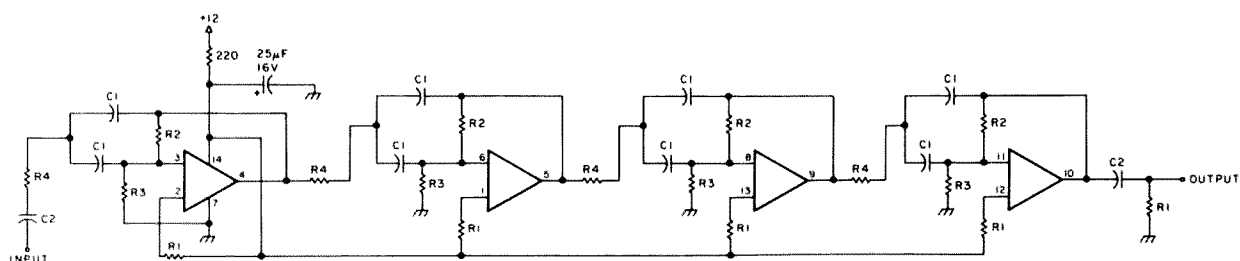 +12
220
25µF
16V
+
C1
R2
C1
R4
R3
C2
INPUT
3
14
2
4
7
R1
R4
C1
R2
C1
R3
6
1
5
R1
R4
C1
R2
C1
R3
8
13
9
R1
R4
C1
R2
C1
R3
11
12
10
R1
C2
OUTPUT
R1